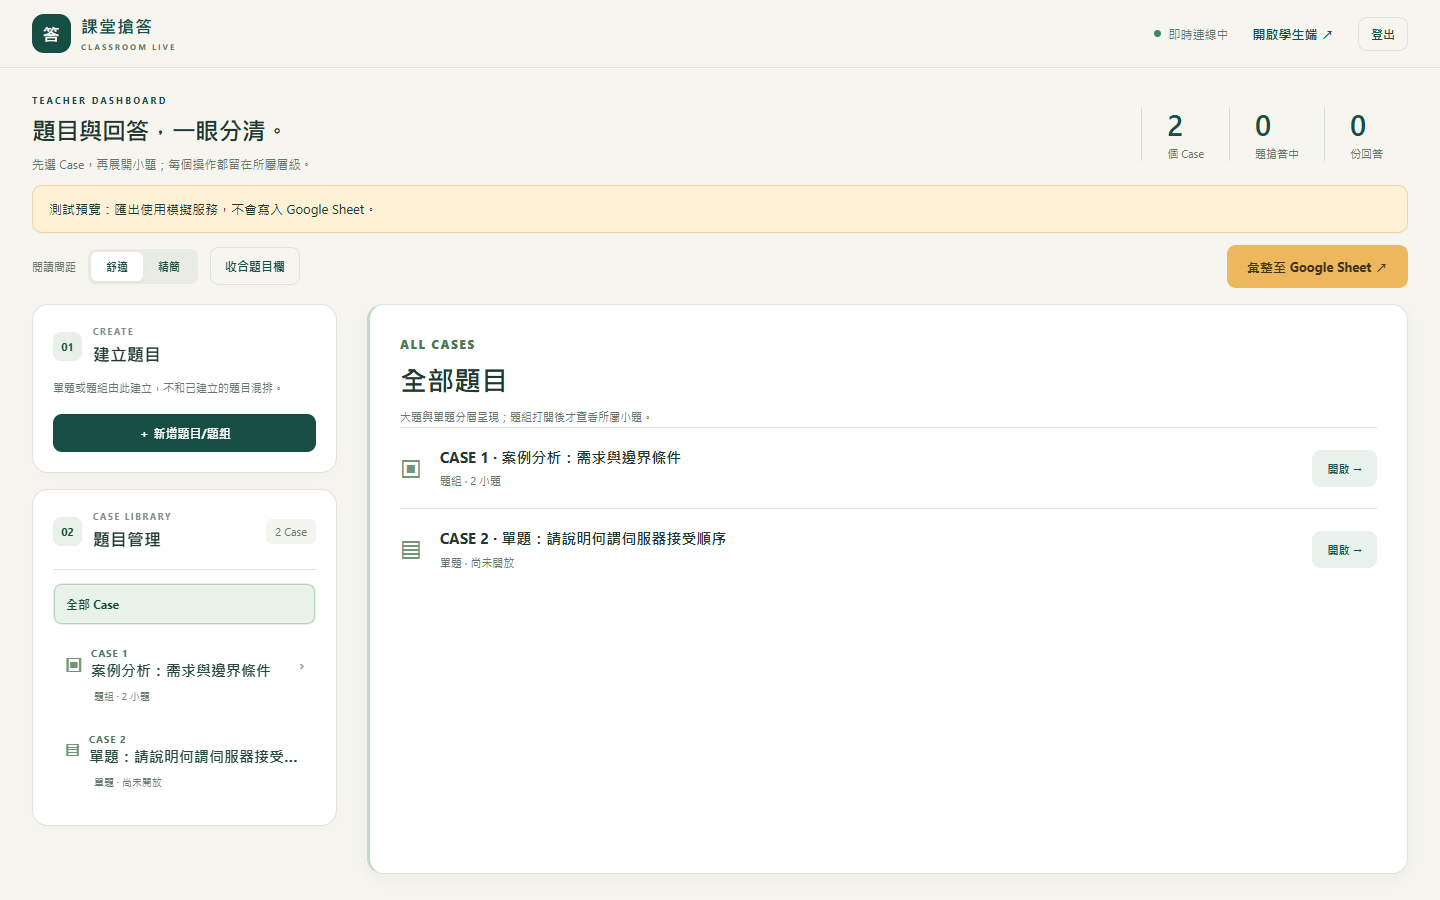 答
課堂搶答
CLASSROOM LIVE
即時連線中
開啟學生端 ↗
登出
TEACHER DASHBOARD
題目與回答，一眼分清。
先選 Case，再展開小題；每個操作都留在所屬層級。
2
個 Case
0
題搶答中
0
份回答
測試預覽：匯出使用模擬服務，不會寫入 Google Sheet。
閱讀間距
舒適
精簡
收合題目欄
彙整至 Google Sheet ↗
01
CREATE
建立題目
單題或題組由此建立，不和已建立的題目混排。
+ 新增題目/題組
02
CASE LIBRARY
題目管理
2 Case
全部 Case
CASE 1
案例分析：需求與邊界條件
›
題組 · 2 小題
CASE 2
單題：請說明何謂伺服器接受...
單題 · 尚未開放
ALL CASES
全部題目
大題與單題分層呈現；題組打開後才查看所屬小題。
CASE 1 · 案例分析：需求與邊界條件
題組 · 2 小題
開啟 →
CASE 2 · 單題：請說明何謂伺服器接受順序
單題 · 尚未開放
開啟 →